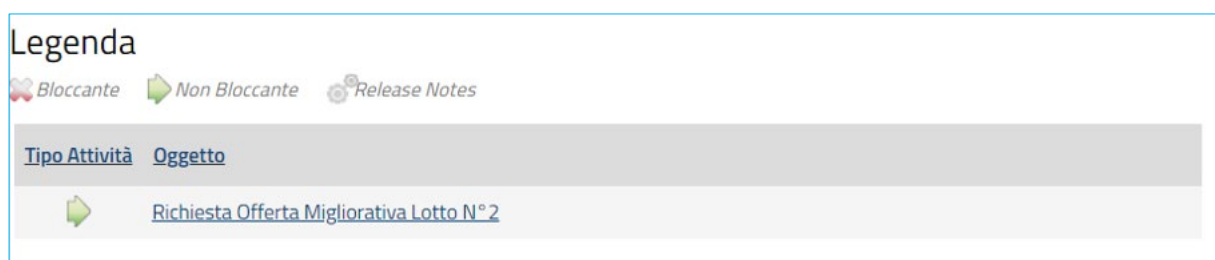 Legenda
Bloccante Non Bloccante Release Notes
Tipo Attività Oggetto
Richiesta Offerta Migliorativa Lotto N°2